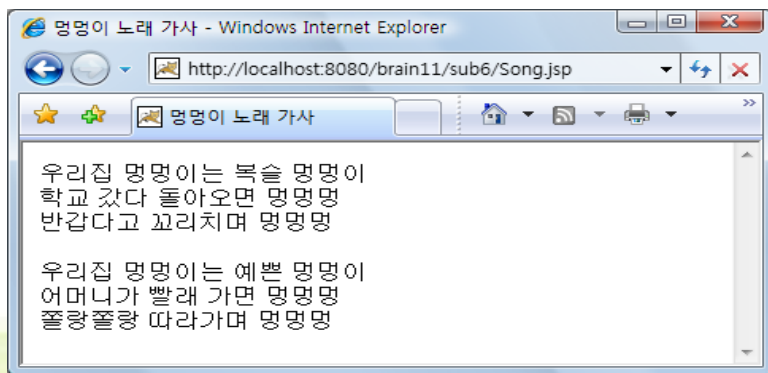 멍멍이 노래 가사 - Windows Internet Explorer
http://localhost:8080/brain11/sub6/Song.jsp
멍멍이 노래 가사
우리집 멍멍이는 복슬 멍멍이
학교 갔다 돌아오면 멍멍멍
반갑다고 꼬리치며 멍멍멍
우리집 멍멍이는 예쁜 멍멍이
어머니가 빨래 가면 멍멍멍
쫄랑쫄랑 따라가며 멍멍멍